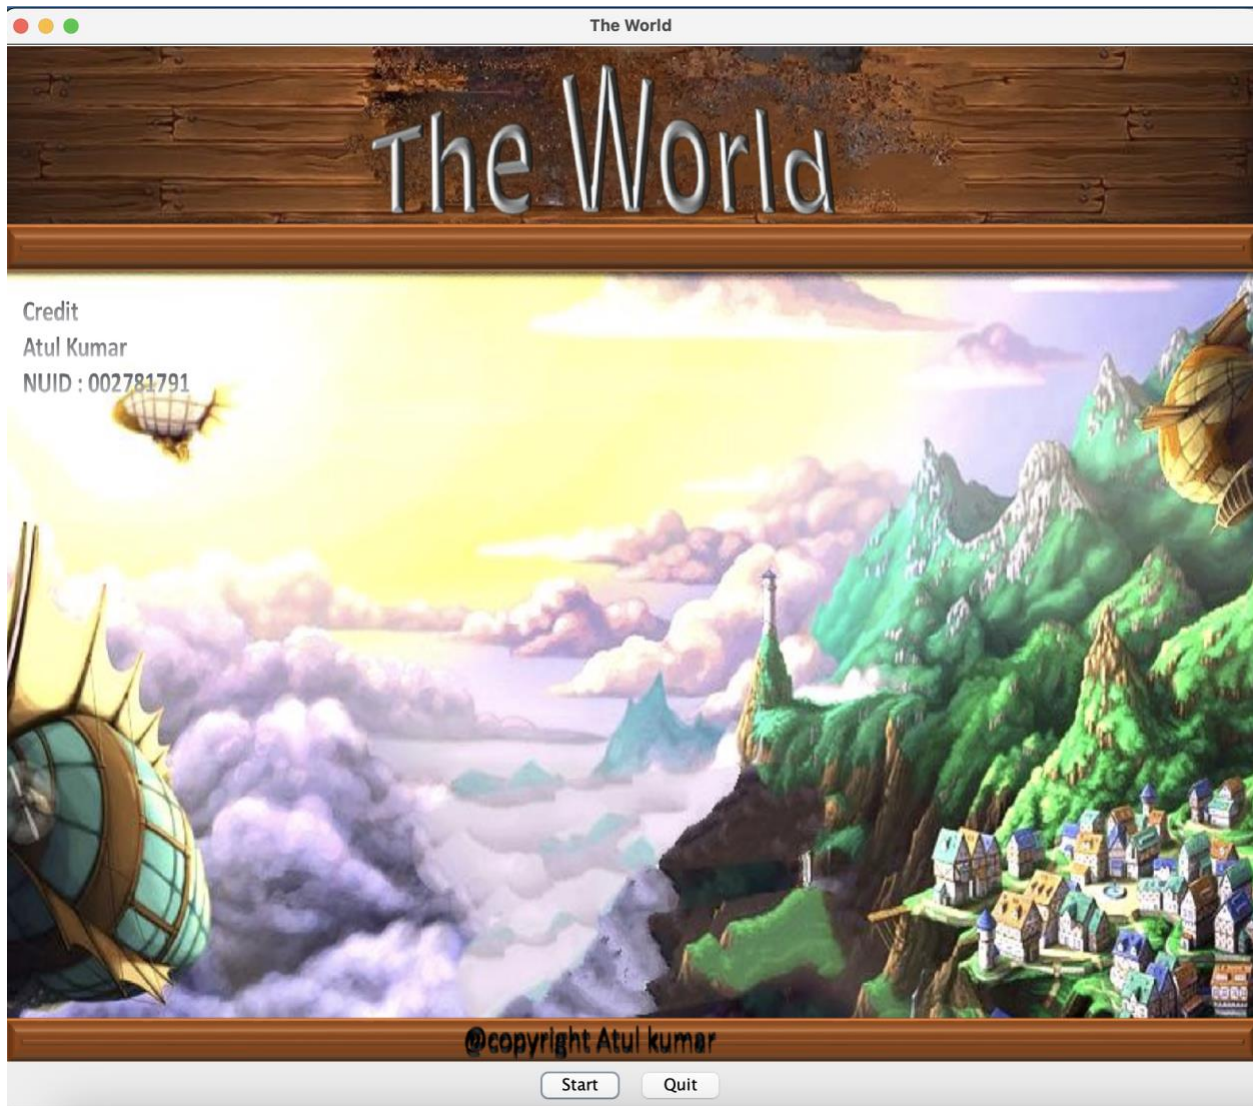 The World
The World
Credit
Atul Kumar
NUID : 002781791
@copyright Atul kumar
Start Quit